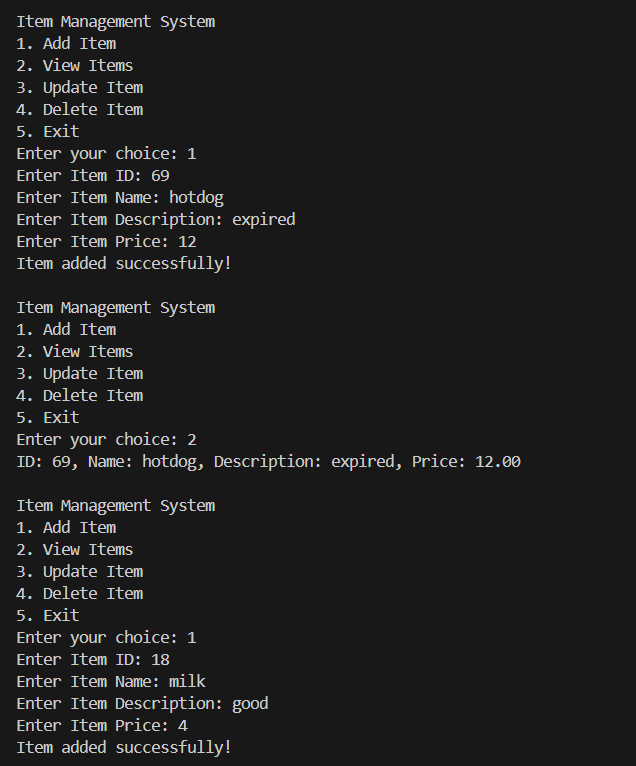 Item Management System
1. Add Item
2. View Items
3. Update Item
4. Delete Item
5. Exit
Enter your choice: 1
Enter Item ID: 69
Enter Item Name: hotdog
Enter Item Description: expired
Enter Item Price: 12
Item added successfully!

Item Management System
1. Add Item
2. View Items
3. Update Item
4. Delete Item
5. Exit
Enter your choice: 2
ID: 69, Name: hotdog, Description: expired, Price: 12.00

Item Management System
1. Add Item
2. View Items
3. Update Item
4. Delete Item
5. Exit
Enter your choice: 1
Enter Item ID: 18
Enter Item Name: milk
Enter Item Description: good
Enter Item Price: 4
Item added successfully!